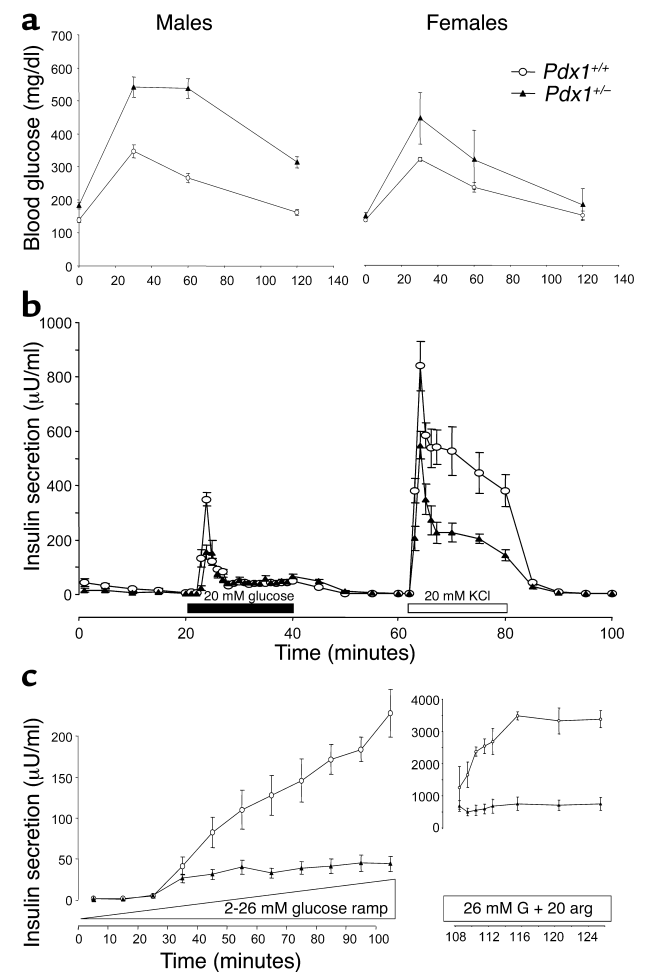 a
Males
Females
Blood glucose (mg/dl)
700
600
500
400
300
200
100
0
0 20 40 60 80 100 120 140
0 20 40 60 80 100 120 140
Pdx1+/+
Pdx1+/−
b
Insulin secretion (μU/ml)
1000
800
600
400
200
0
20 mM glucose
20 mM KCl
0 20 40 60 80 100
Time (minutes)
c
Insulin secretion (μU/ml)
200
150
100
50
0
2-26 mM glucose ramp
0 10 20 30 40 50 60 70 80 90 100
Time (minutes)
4000
3000
2000
1000
0
26 mM G + 20 arg
108 112 116 120 124